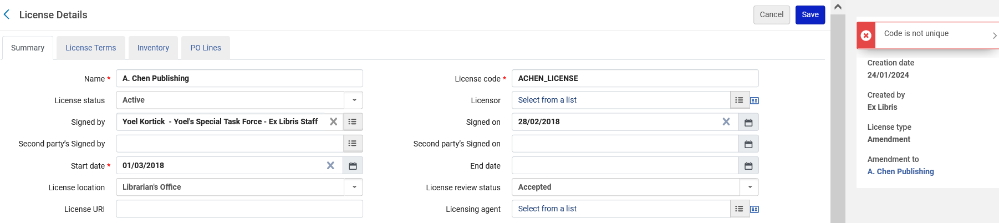 License Details
Cancel
Save
Code is not unique
Summary
License Terms
Inventory
PO Lines
Name *
A. Chen Publishing
License code *
ACHEN_LICENSE
License status
Active
Licensor
Select from a list
Signed by
Yoel Kortick  - Yoel's Special Task Force - Ex Libris Staff
Signed on
28/02/2018
Second party’s Signed by
Second party’s Signed on
Start date *
01/03/2018
End date
License location
Librarian's Office
License review status
Accepted
License URI
Licensing agent
Select from a list
Creation date
24/01/2024
Created by
Ex Libris
License type
Amendment
Amendment to
A. Chen Publishing